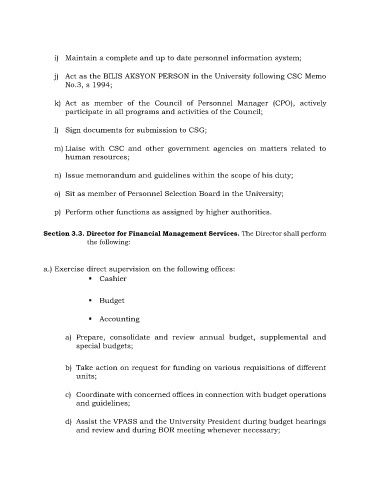 i) Maintain a complete and up to date personnel information system;
j) Act as the BILIS AKSYON PERSON in the University following CSC Memo
No.3, s 1994;
k) Act as member of the Council of Personnel Manager (CPO), actively
participate in all programs and activities of the Council;
l) Sign documents for submission to CSG;
m) Liaise with CSC and other government agencies on matters related to
human resources;
n) Issue memorandum and guidelines within the scope of his duty;
o) Sit as member of Personnel Selection Board in the University;
p) Perform other functions as assigned by higher authorities.
Section 3.3. Director for Financial Management Services. The Director shall perform
the following:
a.) Exercise direct supervision on the following offices:
▪ Cashier
▪ Budget
▪ Accounting
a) Prepare, consolidate and review annual budget, supplemental and
special budgets;
b) Take action on request for funding on various requisitions of different
units;
c) Coordinate with concerned offices in connection with budget operations
and guidelines;
d) Assist the VPASS and the University President during budget hearings
and review and during BOR meeting whenever necessary;